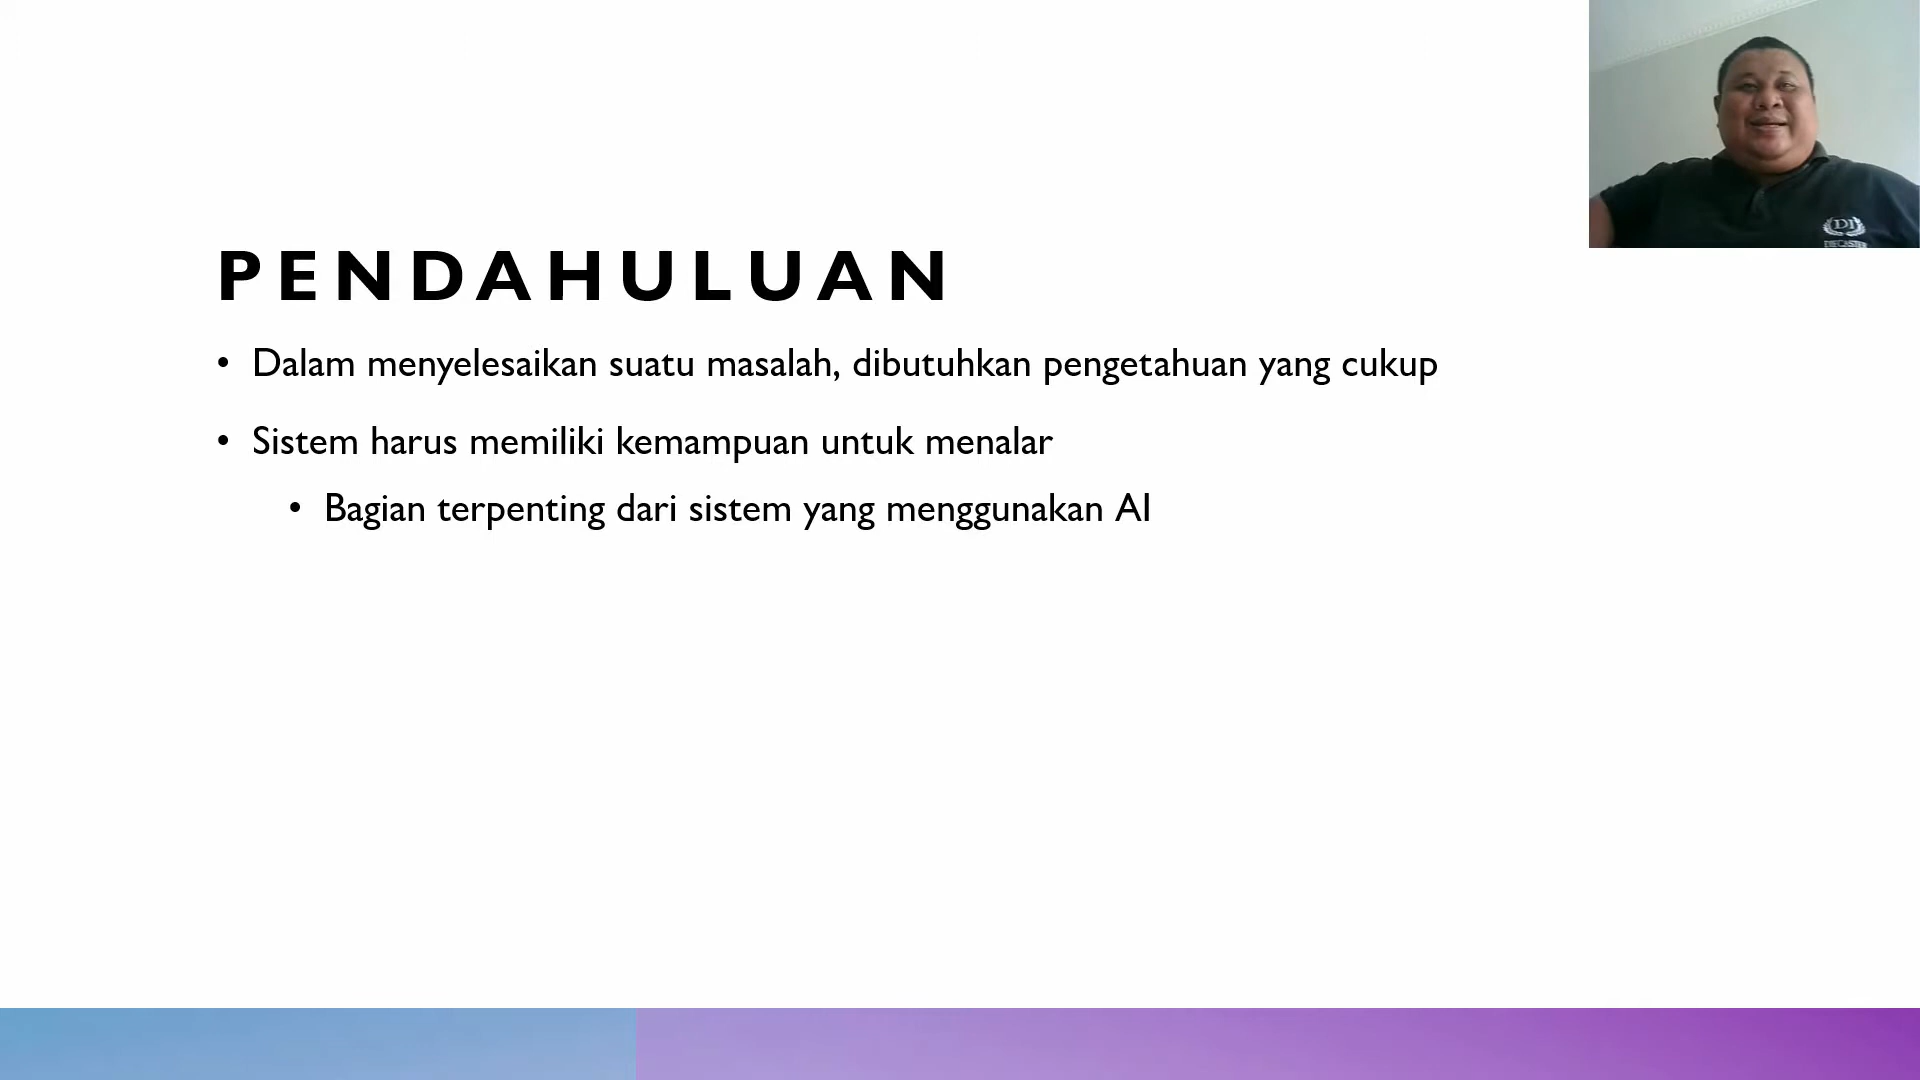 PENDAHULUAN
• Dalam menyelesaikan suatu masalah, dibutuhkan pengetahuan yang cukup
• Sistem harus memiliki kemampuan untuk menalar
• Bagian terpenting dari sistem yang menggunakan AI
DI